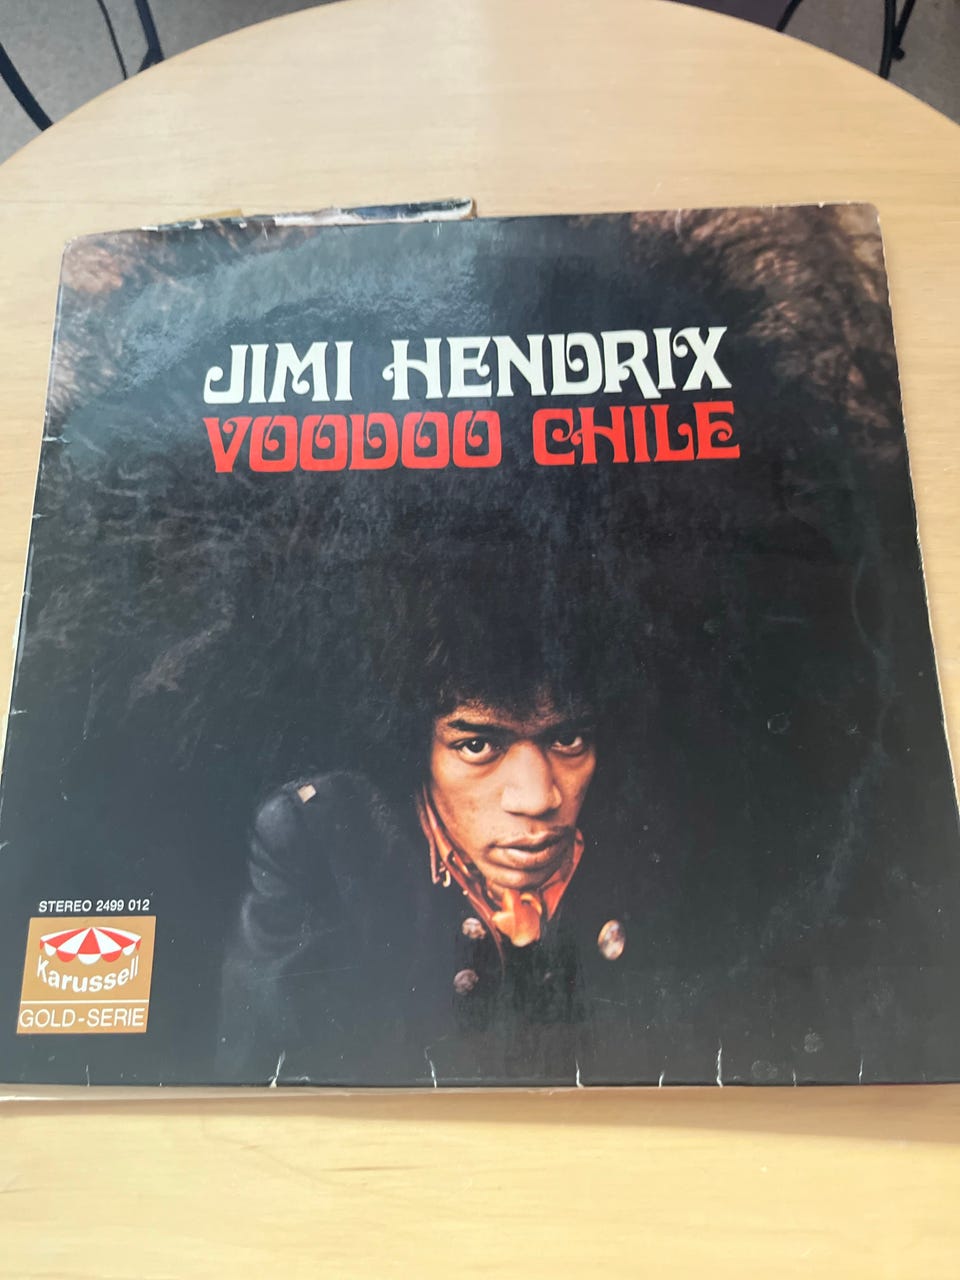 JIMI HENDRIX
VOODOO CHILE
STEREO 2499 012
Karussell
GOLD-SERIE